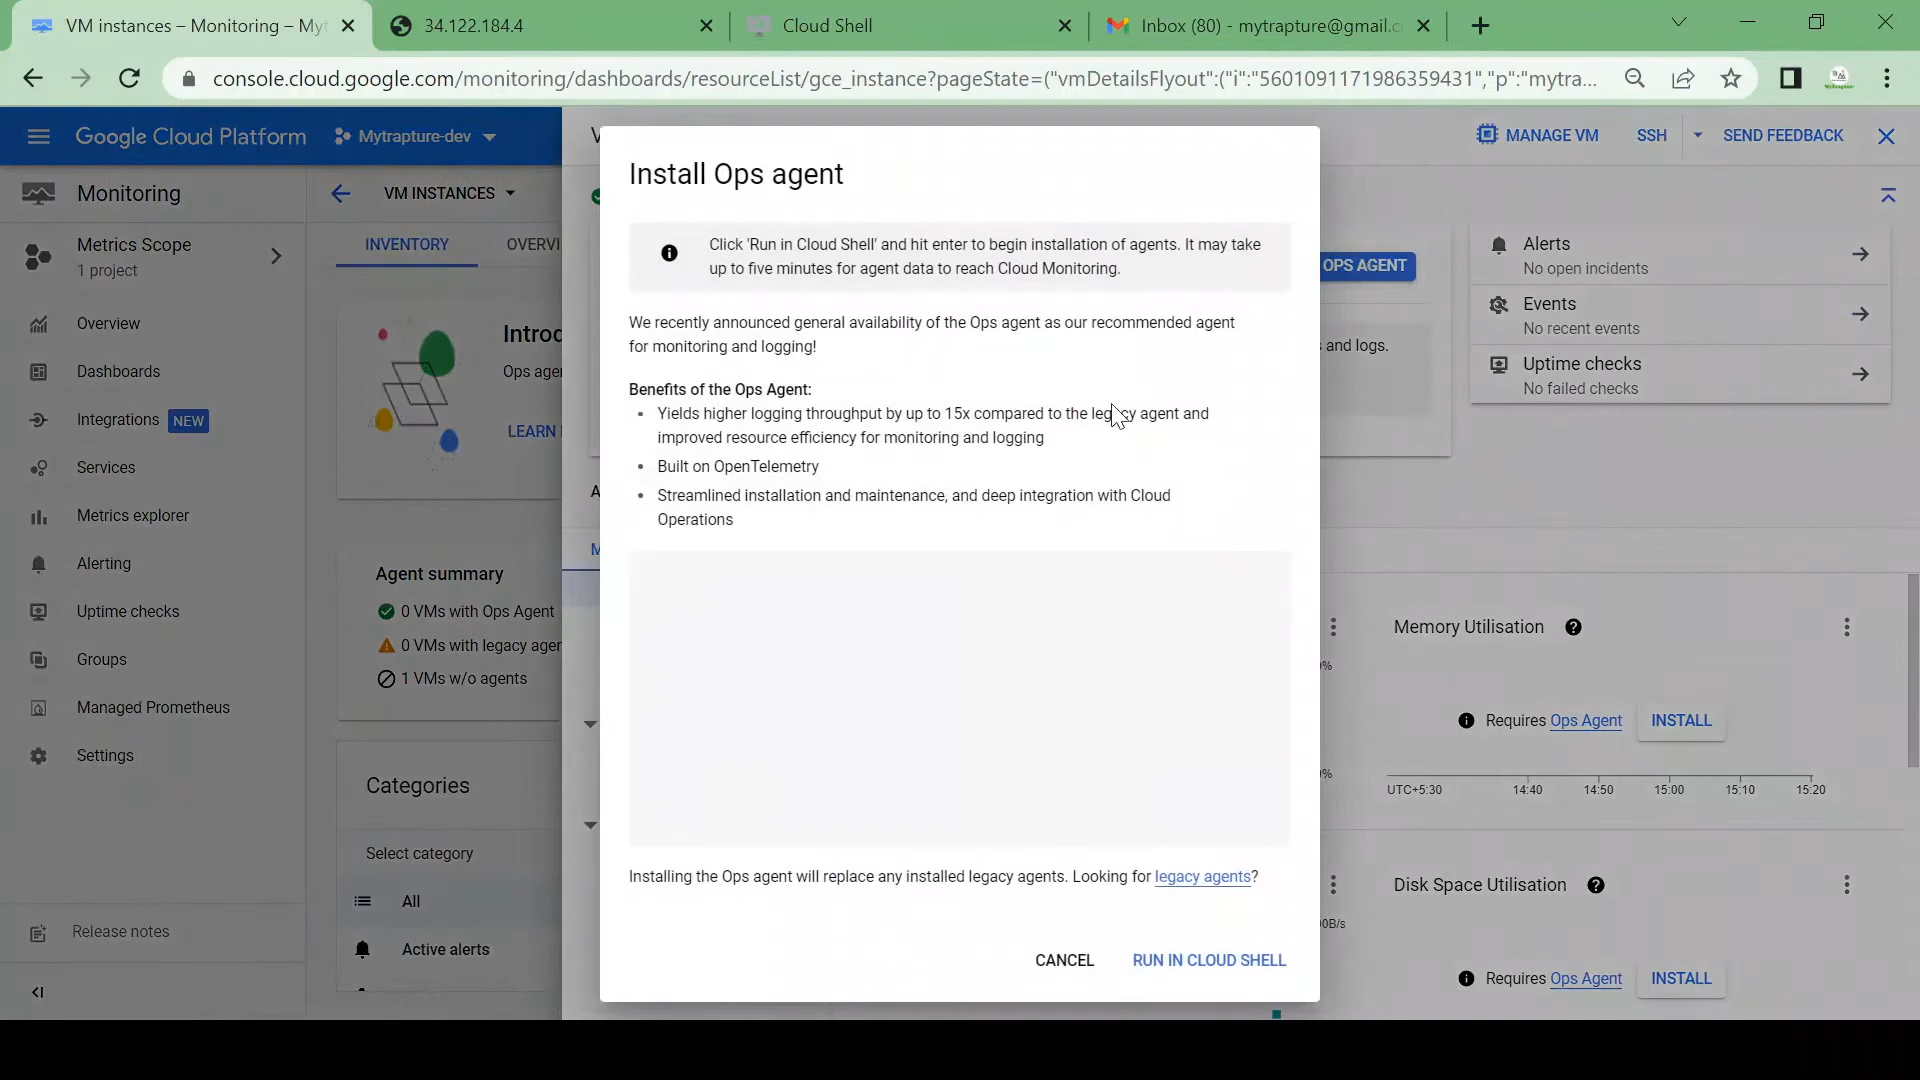 VM instances – Monitoring – Myt
34.122.184.4
Cloud Shell
Inbox (80) - mytrapture@gmail.c
console.cloud.google.com/monitoring/dashboards/resourceList/gce_instance?pageState=("vmDetailsFlyout":("i":"5601091171986359431","p":"mytra...
Google Cloud Platform
Mytrapture-dev
MANAGE VM
SSH
SEND FEEDBACK
Monitoring
VM INSTANCES
Metrics Scope
1 project
INVENTORY
OVERVI
Overview
Dashboards
Integrations NEW
Services
Metrics explorer
Alerting
Uptime checks
Groups
Managed Prometheus
Settings
Release notes
Introd
Ops agen
LEARN
Agent summary
0 VMs with Ops Agent
0 VMs with legacy agen
1 VMs w/o agents
Categories
Select category
All
Active alerts
Install Ops agent
Click 'Run in Cloud Shell' and hit enter to begin installation of agents. It may take
up to five minutes for agent data to reach Cloud Monitoring.
We recently announced general availability of the Ops agent as our recommended agent
for monitoring and logging!
Benefits of the Ops Agent:
• Yields higher logging throughput by up to 15x compared to the legacy agent and
improved resource efficiency for monitoring and logging
• Built on OpenTelemetry
• Streamlined installation and maintenance, and deep integration with Cloud
Operations
Installing the Ops agent will replace any installed legacy agents. Looking for legacy agents?
CANCEL
RUN IN CLOUD SHELL
OPS AGENT
and logs.
Alerts
No open incidents
Events
No recent events
Uptime checks
No failed checks
Memory Utilisation
Requires Ops Agent
INSTALL
UTC+5:30 14:40 14:50 15:00 15:10 15:20
Disk Space Utilisation
Requires Ops Agent
INSTALL